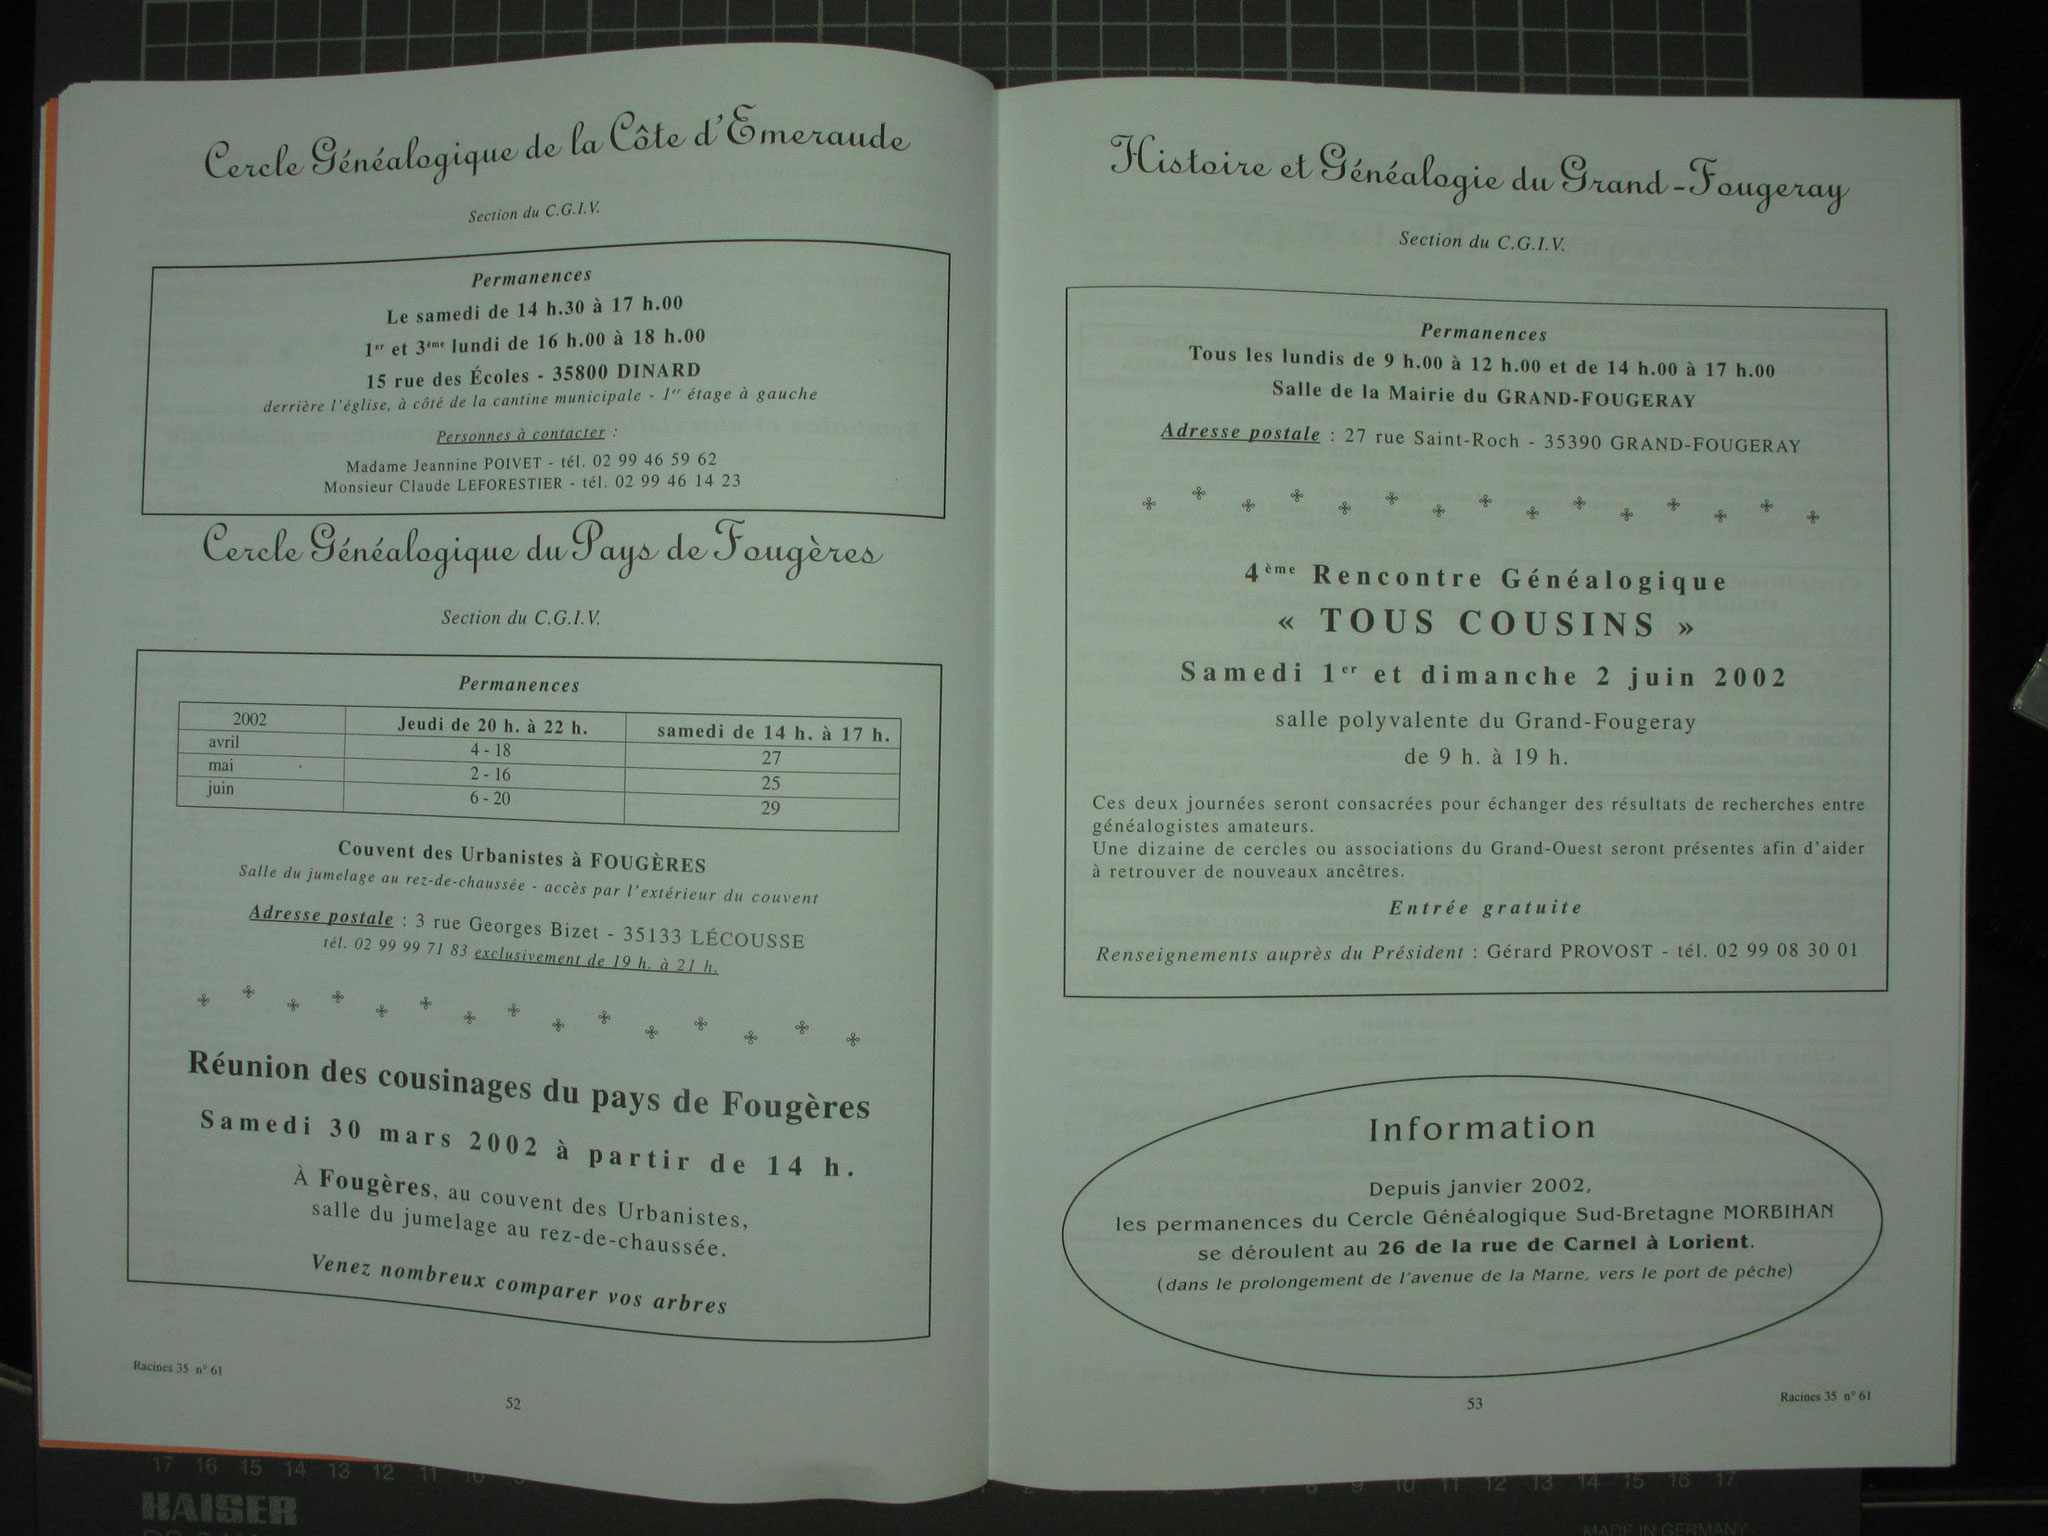 Cercle Généalogique de la Côte d'Emeraude
Section du C.G.I.V.
Permanences
Le samedi de 14 h.30 à 17 h.00
1er et 3ème lundi de 16 h.00 à 18 h.00
15 rue des Écoles - 35800 DINARD
derrière l'église, à côté de la cantine municipale - 1er étage à gauche
Personnes à contacter :
Madame Jeannine POIVET - tél. 02 99 46 59 62
Monsieur Claude LEFORESTIER - tél. 02 99 46 14 23
Cercle Généalogique du Pays de Fougères
Section du C.G.I.V.
Permanences
2002 Jeudi de 20 h. à 22 h. samedi de 14 h. à 17 h.
avril 4 - 18 27
mai 2 - 16 25
juin 6 - 20 29
Couvent des Urbanistes à FOUGÈRES
Salle du jumelage au rez-de-chaussée - accès par l'extérieur du couvent
Adresse postale : 3 rue Georges Bizet - 35133 LÉCOUSSE
tél. 02 99 99 71 83 exclusivement de 19 h. à 21 h.
Réunion des cousinages du pays de Fougères
Samedi 30 mars 2002 à partir de 14 h.
À Fougères, au couvent des Urbanistes,
salle du jumelage au rez-de-chaussée.
Venez nombreux comparer vos arbres
Racines 35 n° 61
52
Histoire et Généalogie du Grand-Fougeray
Section du C.G.I.V.
Permanences
Tous les lundis de 9 h.00 à 12 h.00 et de 14 h.00 à 17 h.00
Salle de la Mairie du GRAND-FOUGERAY
Adresse postale : 27 rue Saint-Roch - 35390 GRAND-FOUGERAY
4ème Rencontre Généalogique
« TOUS COUSINS »
Samedi 1er et dimanche 2 juin 2002
salle polyvalente du Grand-Fougeray
de 9 h. à 19 h.
Ces deux journées seront consacrées pour échanger des résultats de recherches entre
généalogistes amateurs.
Une dizaine de cercles ou associations du Grand-Ouest seront présentes afin d'aider
à retrouver de nouveaux ancêtres.
Entrée gratuite
Renseignements auprès du Président : Gérard PROVOST - tél. 02 99 08 30 01
Information
Depuis janvier 2002,
les permanences du Cercle Généalogique Sud-Bretagne MORBIHAN
se déroulent au 26 de la rue de Carnel à Lorient.
(dans le prolongement de l'avenue de la Marne, vers le port de pêche)
53
Racines 35 n° 61
17 16 15 14 13 12 11 10
8 9 10 11 12 13 14 15 16 17
KAISER
MADE IN GERMANY